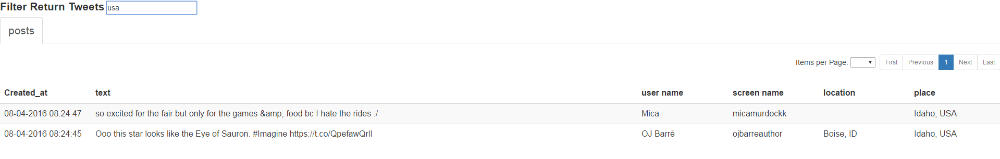 Filter Return Tweets usa
posts
Items per Page: First Previous 1 Next Last
Created_at text user name screen name location place
08-04-2016 08:24:47 so excited for the fair but only for the games &amp; food bc I hate the rides :/ Mica micamurdockk Idaho, USA
08-04-2016 08:24:45 Ooo this star looks like the Eye of Sauron. #Imagine https://t.co/QpefawQrIl OJ Barré ojbarreauthor Boise, ID Idaho, USA